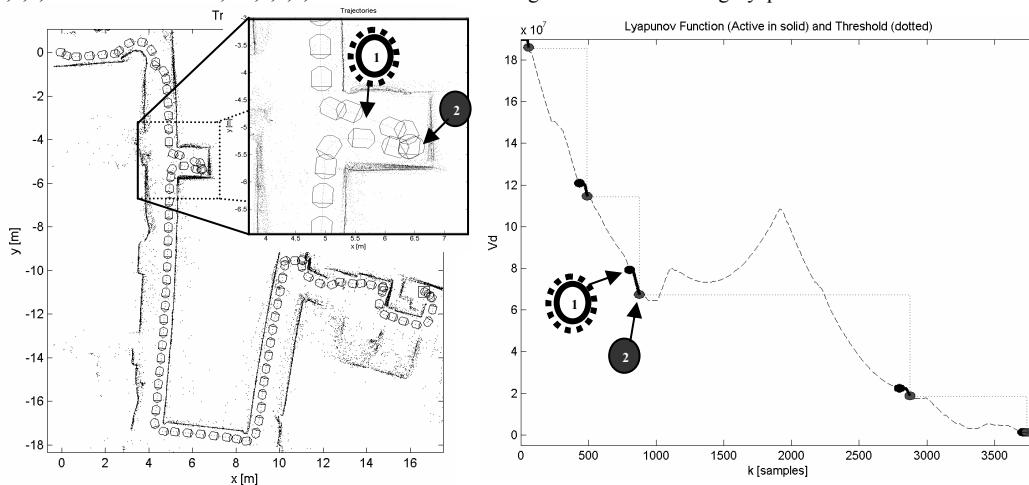 Tr
Trajectories
0
-2
-4
-6
-8
-10
-12
-14
-16
-18
y [m]
0 2 4 6 8 10 12 14 16
x [m]
-3
-3.5
-4
-4.5
-5
-5.5
-6
-6.5
y [m]
4 4.5 5 5.5 6 6.5 7
x [m]
1
2
Lyapunov Function (Active in solid) and Threshold (dotted)
x 10^7
18
16
14
12
10
8
6
4
2
0
Vd
1
2
0 500 1000 1500 2000 2500 3000 3500
k [samples]